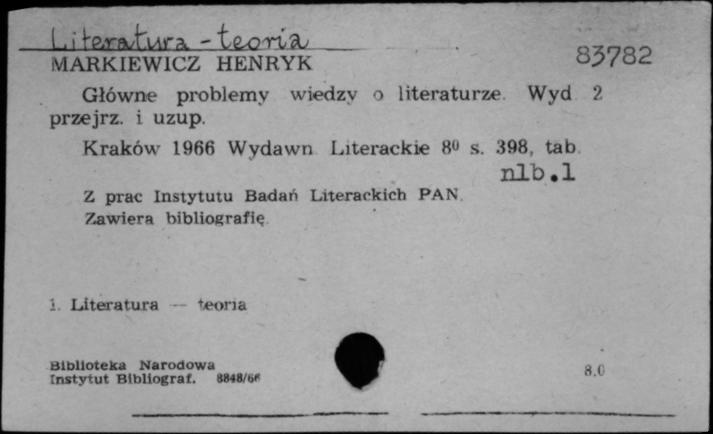 Literatura - teoria
MARKIEWICZ HENRYK 83782
Główne problemy wiedzy o literaturze. Wyd 2
przejrz. i uzup.
Kraków 1966 Wydawn. Literackie 8⁰ s. 398, tab.
nlb.1
Z prac Instytutu Badań Literackich PAN.
Zawiera bibliografię.
1. Literatura — teoria
Biblioteka Narodowa 8.0
Instytut Bibliograf. 8848/66